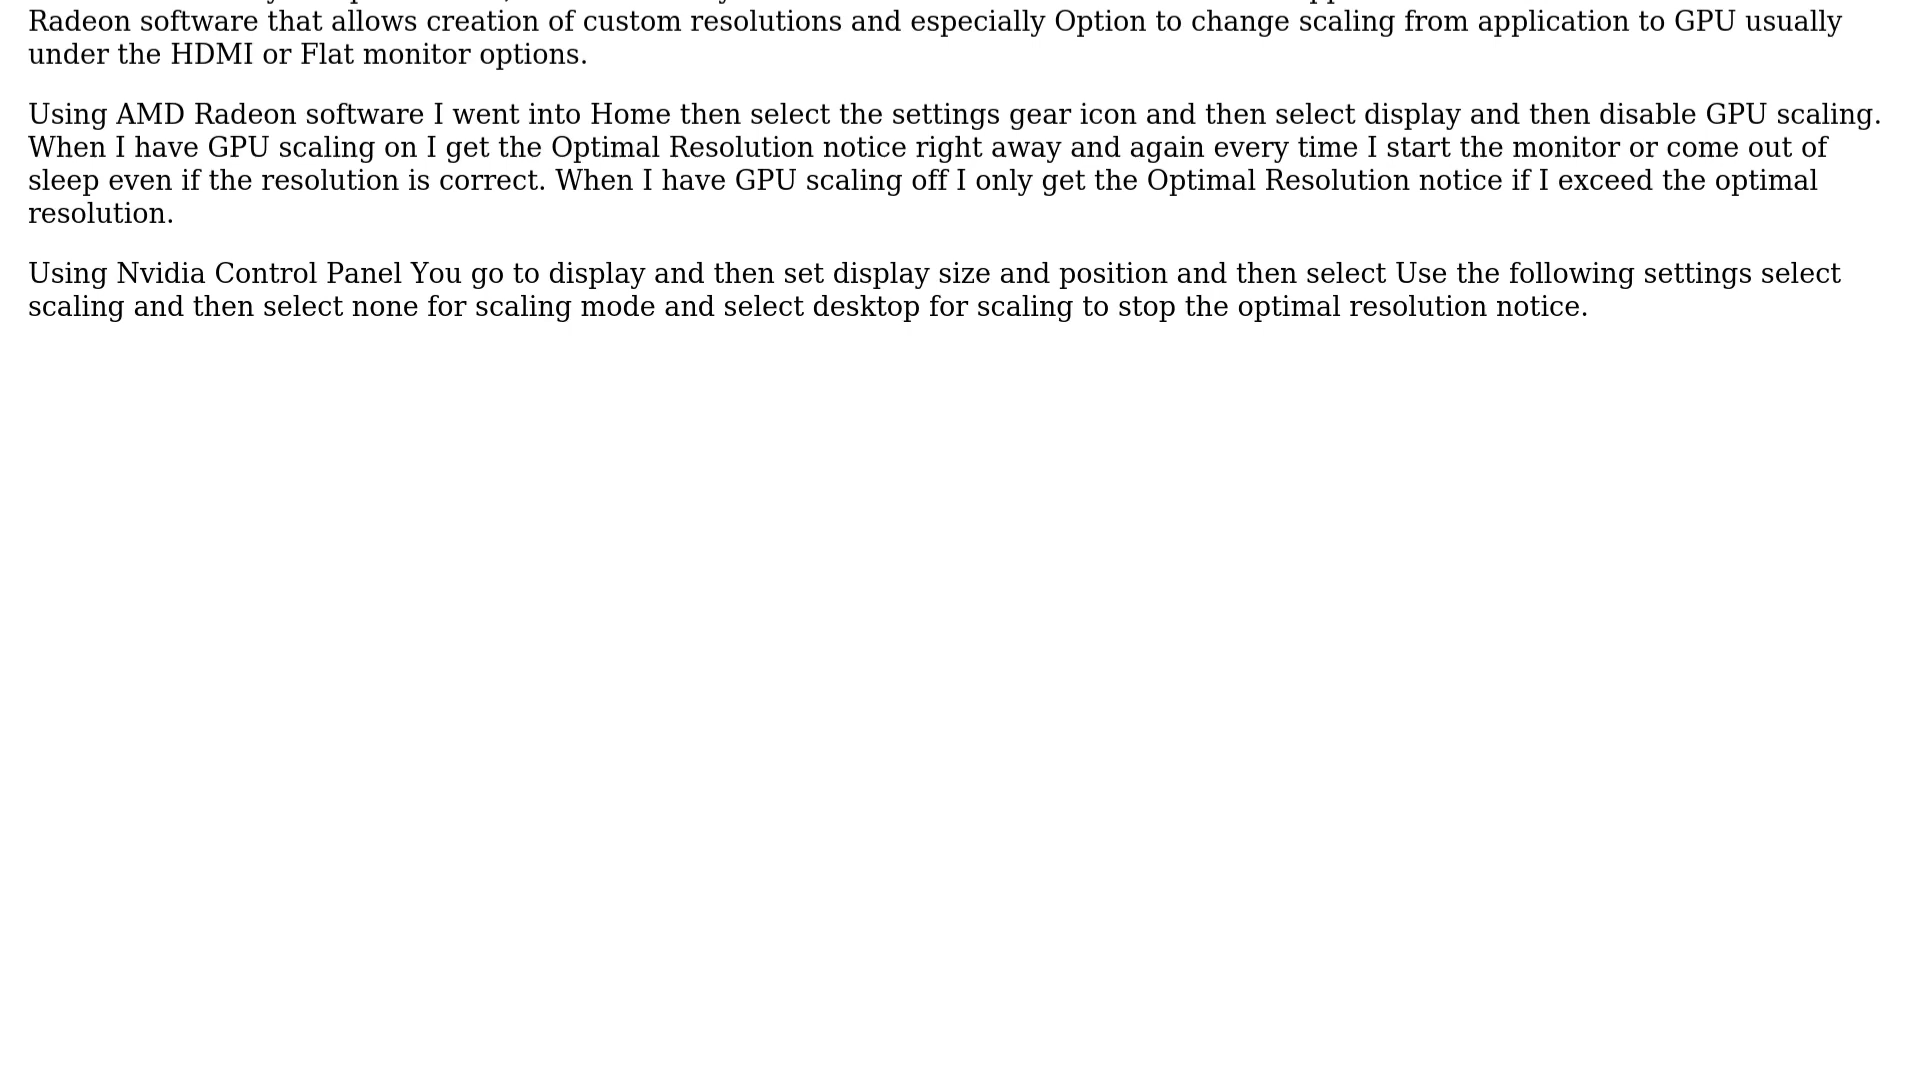 Radeon software that allows creation of custom resolutions and especially Option to change scaling from application to GPU usually
under the HDMI or Flat monitor options.
Using AMD Radeon software I went into Home then select the settings gear icon and then select display and then disable GPU scaling.
When I have GPU scaling on I get the Optimal Resolution notice right away and again every time I start the monitor or come out of
sleep even if the resolution is correct. When I have GPU scaling off I only get the Optimal Resolution notice if I exceed the optimal
resolution.
Using Nvidia Control Panel You go to display and then set display size and position and then select Use the following settings select
scaling and then select none for scaling mode and select desktop for scaling to stop the optimal resolution notice.